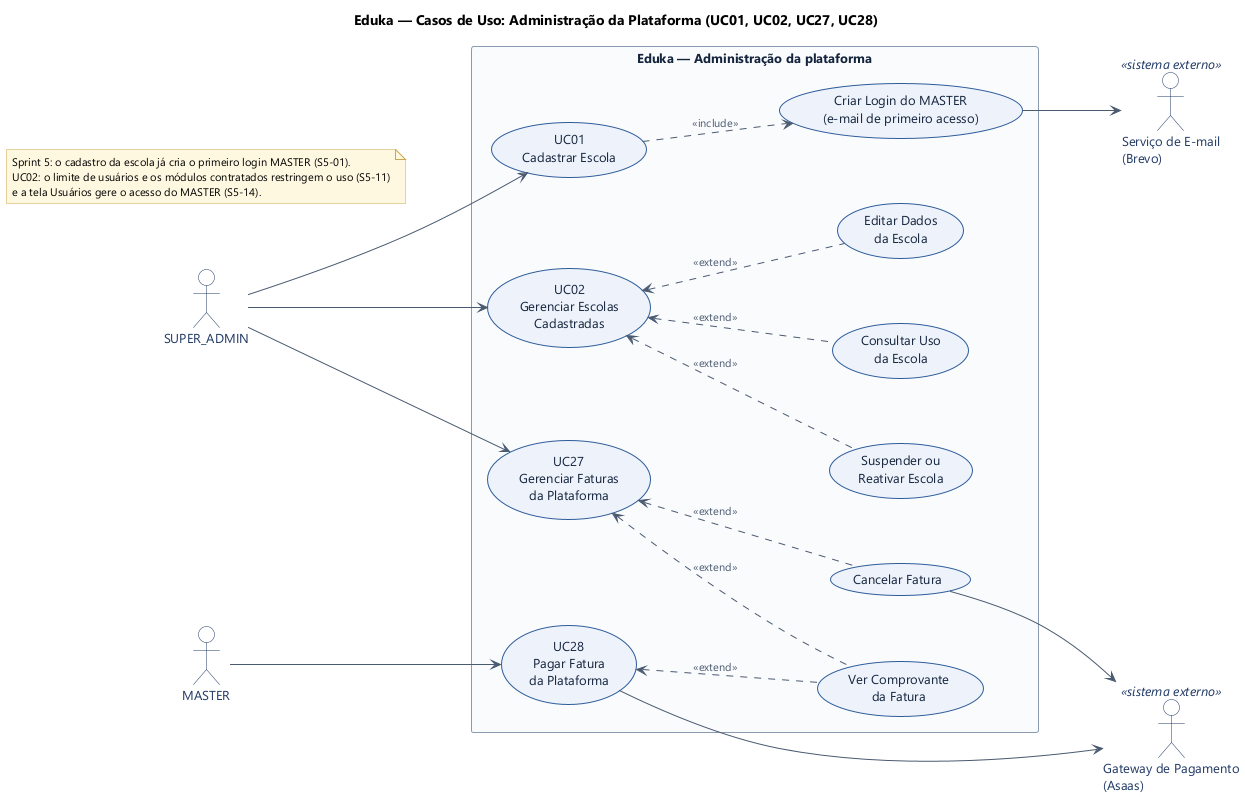 Eduka — Casos de Uso: Administração da Plataforma (UC01, UC02, UC27, UC28)
Eduka — Administração da plataforma
«sistema externo»
Serviço de E-mail
(Brevo)
Criar Login do MASTER
(e-mail de primeiro acesso)
«include»
UC01
Cadastrar Escola
Sprint 5: o cadastro da escola já cria o primeiro login MASTER (S5-01).
UC02: o limite de usuários e os módulos contratados restringem o uso (S5-11)
e a tela Usuários gere o acesso do MASTER (S5-14).
Editar Dados
da Escola
«extend»
UC02
Gerenciar Escolas
Cadastradas
SUPER_ADMIN
«extend»
Consultar Uso
da Escola
«extend»
Suspender ou
Reativar Escola
UC27
Gerenciar Faturas
da Plataforma
«extend»
Cancelar Fatura
«extend»
UC28
Pagar Fatura
da Plataforma
MASTER
«extend»
Ver Comprovante
da Fatura
«sistema externo»
Gateway de Pagamento
(Asaas)